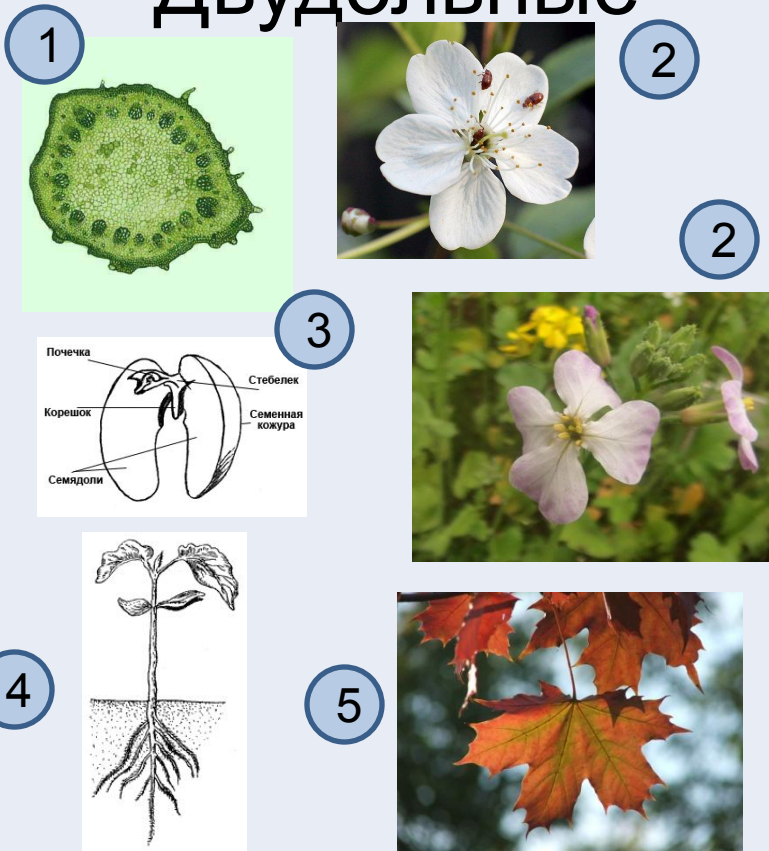 Двудольные
1
2
2
3
Почечка
Стебелек
Корешок
Семенная
кожура
Семядоли
4
5